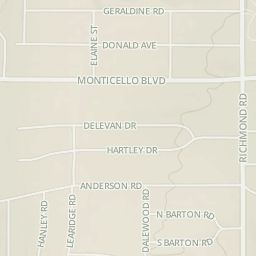 GERALDINE RD
ELAINE ST
DONALD AVE
MONTICELLO BLVD
RICHMOND RD
DELEVAN DR
HARTLEY DR
ANDERSON RD
HANLEY RD
LEARIDGE RD
DALEWOOD RD
N BARTON RD
S BARTON RD